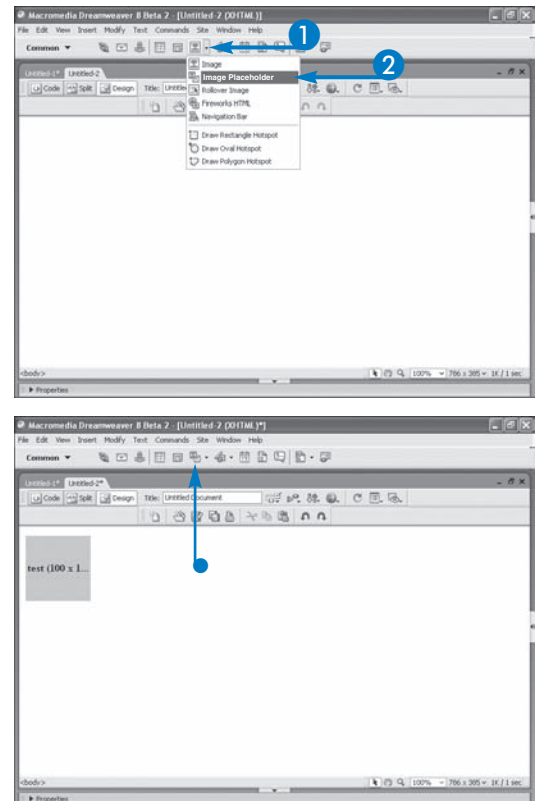 Macromedia Dreamweaver 8 Beta 2 - [Untitled-2 (XHTML)]
File Edit View Insert Modify Text Commands Site Window Help
Common
1
Image
2
Image Placeholder
Untitled-1* Untitled-2
Code Split Design Title: Untitle
Rollover Image
Fireworks HTML
Navigation Bar
Draw Rectangle Hotspot
Draw Oval Hotspot
Draw Polygon Hotspot
<body> 100% 786 x 385 1K / 1 sec
Properties
Macromedia Dreamweaver 8 Beta 2 - [Untitled-2 (XHTML)*]
File Edit View Insert Modify Text Commands Site Window Help
Common
Untitled-1* Untitled-2*
Code Split Design Title: Untitled Document
test (100 x 1...
<body> 100% 786 x 385 1K / 1 sec
Properties